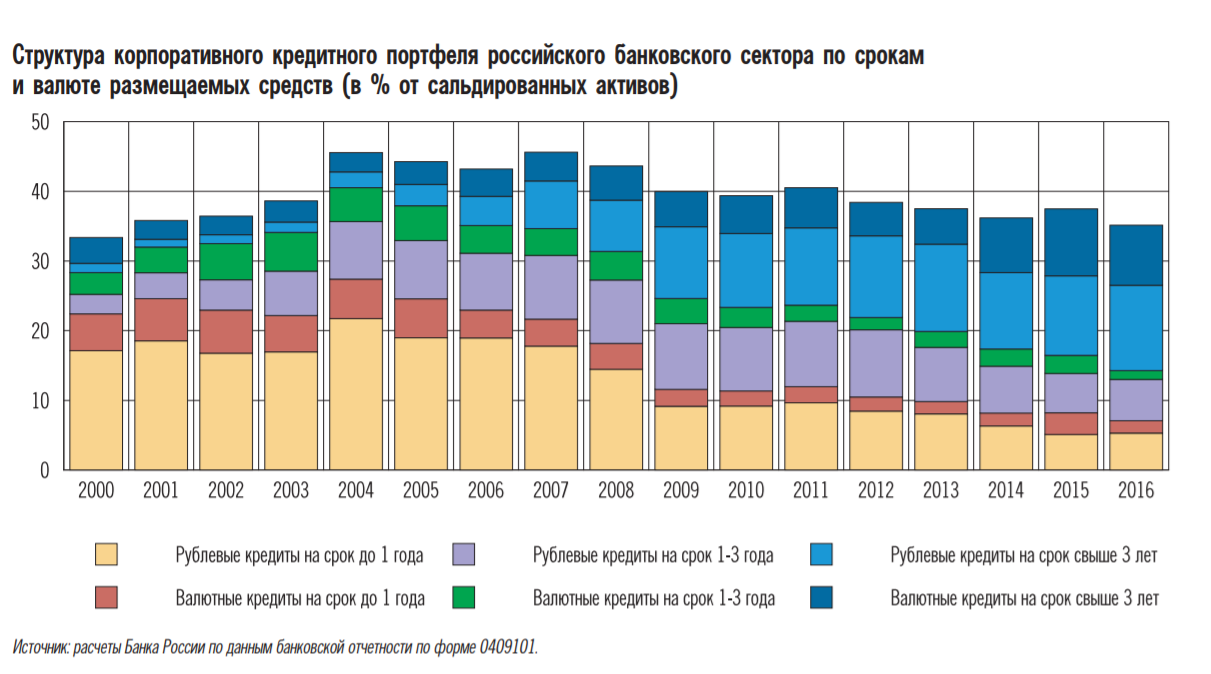 Структура корпоративного кредитного портфеля российского банковского сектора по срокам
и валюте размещаемых средств (в % от сальдированных активов)
50
40
30
20
10
0
2000 2001 2002 2003 2004 2005 2006 2007 2008 2009 2010 2011 2012 2013 2014 2015 2016
Рублевые кредиты на срок до 1 года Рублевые кредиты на срок 1-3 года Рублевые кредиты на срок свыше 3 лет
Валютные кредиты на срок до 1 года Валютные кредиты на срок 1-3 года Валютные кредиты на срок свыше 3 лет
Источник: расчеты Банка России по данным банковской отчетности по форме 0409101.